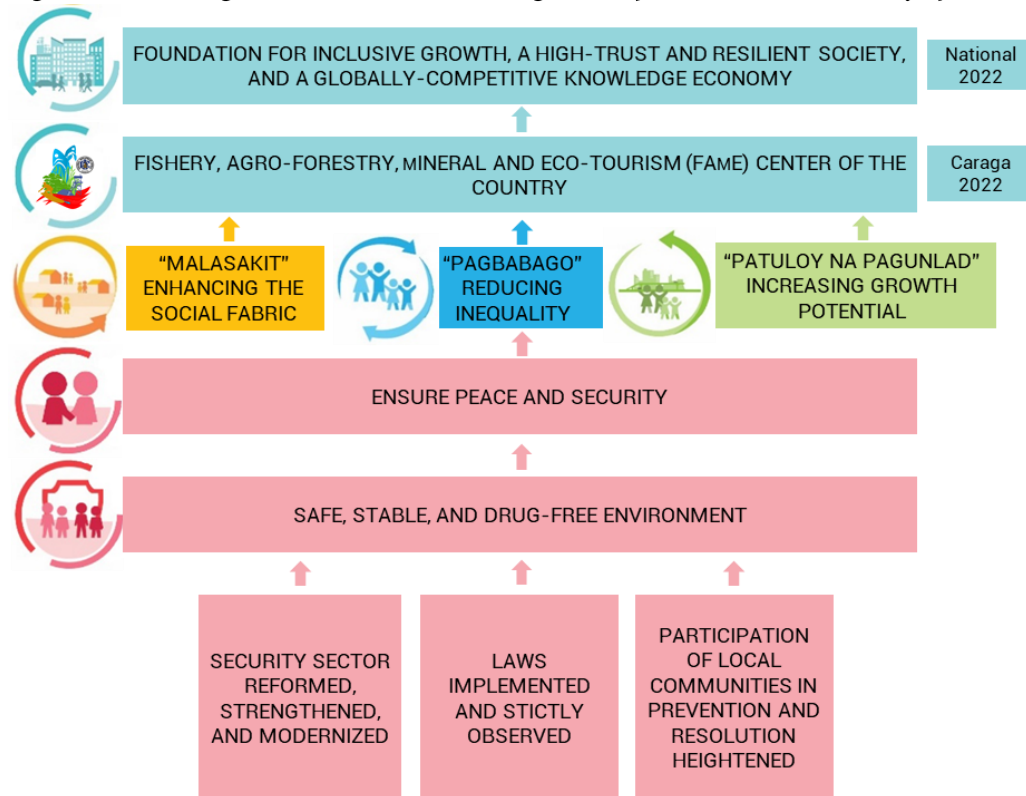 FOUNDATION FOR INCLUSIVE GROWTH, A HIGH-TRUST AND RESILIENT SOCIETY,
AND A GLOBALLY-COMPETITIVE KNOWLEDGE ECONOMY
National
2022
FISHERY, AGRO-FORESTRY, MINERAL AND ECO-TOURISM (FAME) CENTER OF THE
COUNTRY
Caraga
2022
“MALASAKIT”
ENHANCING THE
SOCIAL FABRIC
“PAGBABAGO”
REDUCING
INEQUALITY
“PATULOY NA PAGUNLAD”
INCREASING GROWTH
POTENTIAL
ENSURE PEACE AND SECURITY
SAFE, STABLE, AND DRUG-FREE ENVIRONMENT
SECURITY SECTOR
REFORMED,
STRENGTHENED,
AND MODERNIZED
LAWS
IMPLEMENTED
AND STICTLY
OBSERVED
PARTICIPATION
OF LOCAL
COMMUNITIES IN
PREVENTION AND
RESOLUTION
HEIGHTENED